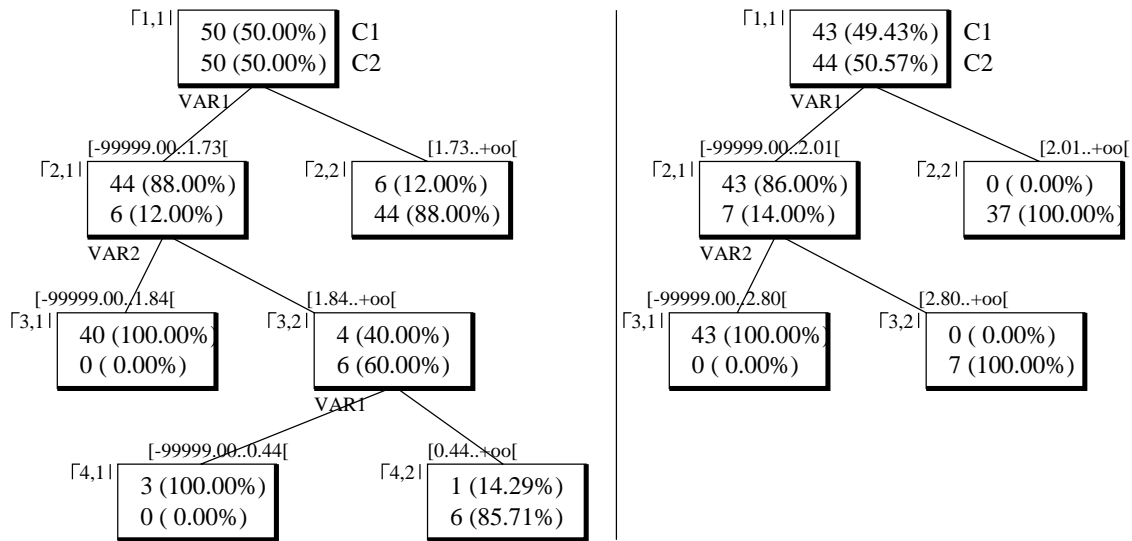 ⌈1,1⌉
50 (50.00%) C1
50 (50.00%) C2
VAR1
[-99999.00..1.73[
[1.73..+oo[
⌈2,1⌉
44 (88.00%)
6 (12.00%)
⌈2,2⌉
6 (12.00%)
44 (88.00%)
VAR2
[-99999.00..1.84[
[1.84..+oo[
⌈3,1⌉
40 (100.00%)
0 ( 0.00%)
⌈3,2⌉
4 (40.00%)
6 (60.00%)
VAR1
[-99999.00..0.44[
[0.44..+oo[
⌈4,1⌉
3 (100.00%)
0 ( 0.00%)
⌈4,2⌉
1 (14.29%)
6 (85.71%)
⌈1,1⌉
43 (49.43%) C1
44 (50.57%) C2
VAR1
[-99999.00..2.01[
[2.01..+oo[
⌈2,1⌉
43 (86.00%)
7 (14.00%)
⌈2,2⌉
0 ( 0.00%)
37 (100.00%)
VAR2
[-99999.00..2.80[
[2.80..+oo[
⌈3,1⌉
43 (100.00%)
0 ( 0.00%)
⌈3,2⌉
0 ( 0.00%)
7 (100.00%)